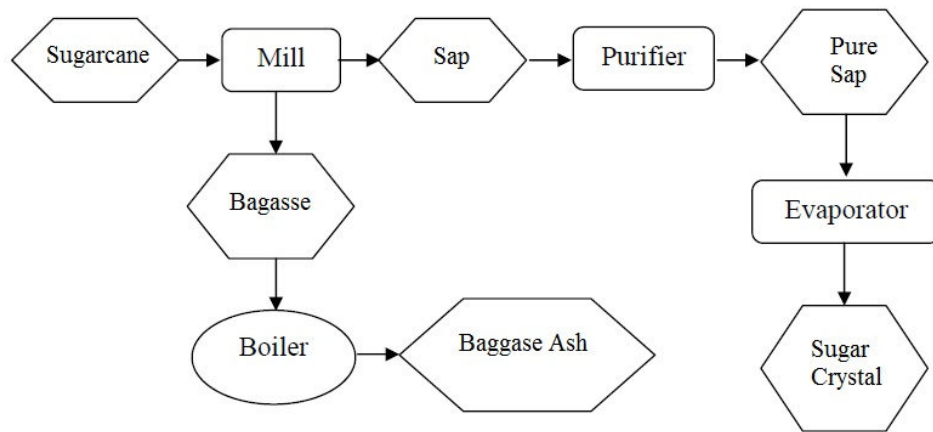 Sugarcane
Mill
Sap
Purifier
Pure
Sap
Bagasse
Evaporator
Boiler
Baggase Ash
Sugar
Crystal